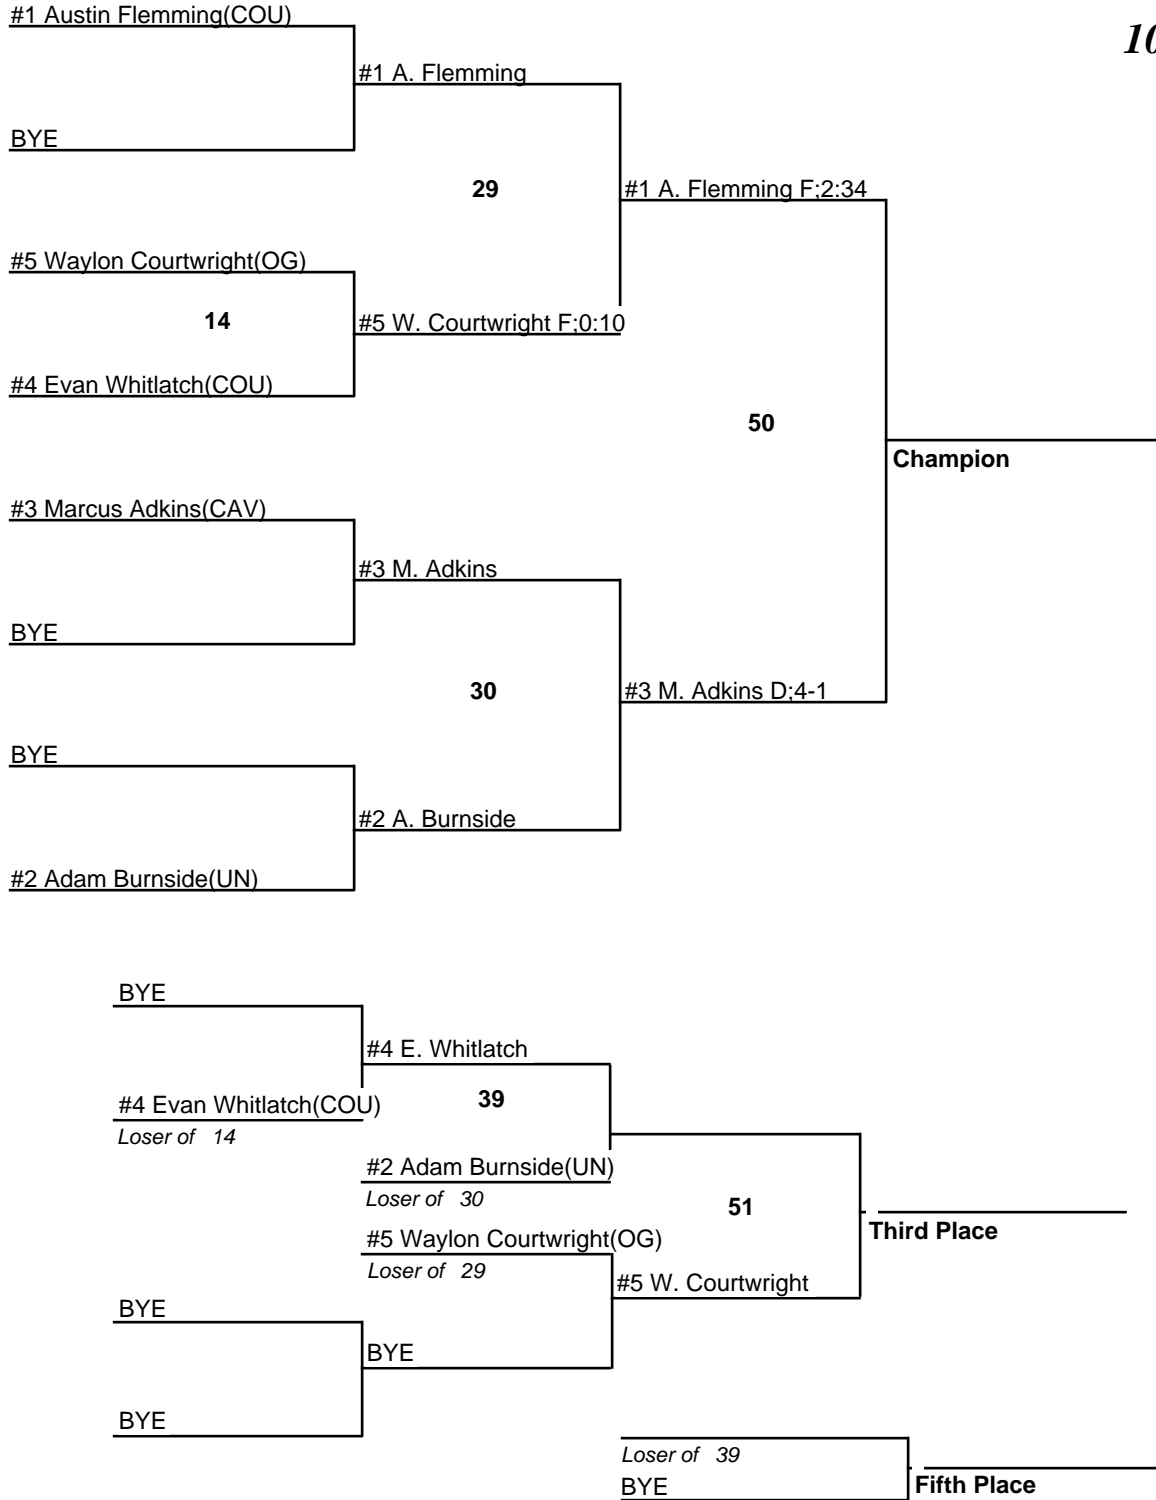 #1 Austin Flemming(COU)
10
#1 A. Flemming
BYE
29
#1 A. Flemming F;2:34
#5 Waylon Courtwright(OG)
14
#5 W. Courtwright F;0:10
#4 Evan Whitlatch(COU)
50
Champion
#3 Marcus Adkins(CAV)
#3 M. Adkins
BYE
30
#3 M. Adkins D;4-1
BYE
#2 A. Burnside
#2 Adam Burnside(UN)
BYE
#4 E. Whitlatch
#4 Evan Whitlatch(COU)
39
Loser of 14
#2 Adam Burnside(UN)
Loser of 30
51
#5 Waylon Courtwright(OG)
Third Place
Loser of 29
#5 W. Courtwright
BYE
BYE
BYE
Loser of 39
BYE
Fifth Place